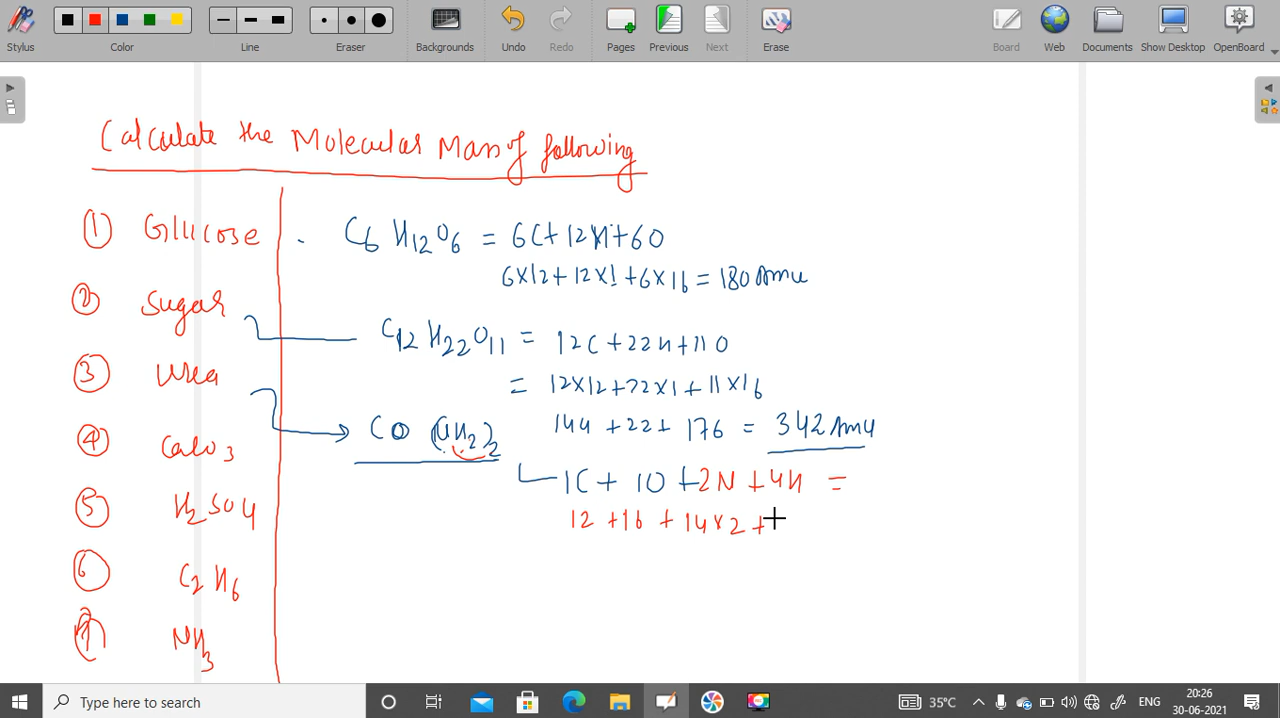 Stylus Color Line Eraser Backgrounds Undo Redo Pages Previous Next Erase Board Web Documents Show Desktop OpenBoard
Calculate the Molecular Mass of following
① Glucose . C6 H12 O6 = 6C + 12H + 6O
6×12 + 12×1 + 6×16 = 180 Amu
② Sugar C12 H22 O11 = 12C + 22H + 11O
= 12×12 + 22×1 + 11×16
144 + 22 + 176 = 342 Amu
③ Urea CO (NH2)2
1C + 1O + 2N + 4H =
12 + 16 + 14×2 +
④ CaCO3
⑤ H2SO4
⑥ C2H6
⑦ NH3
Type here to search
35°C ENG 20:26
30-06-2021